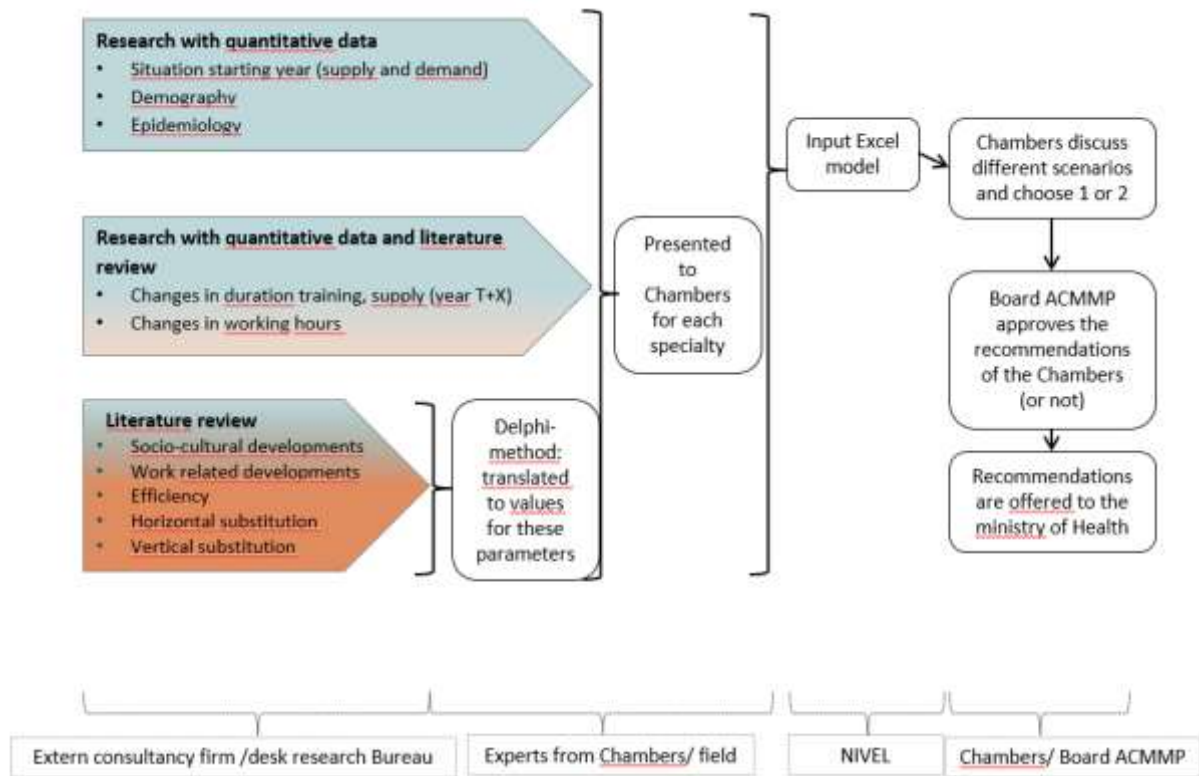 Research with quantitative data
• Situation starting year (supply and demand)
• Demography
• Epidemiology
Research with quantitative data and literature
review
• Changes in duration training, supply (year T+X)
• Changes in working hours
Literature review
• Socio-cultural developments
• Work related developments
• Efficiency
• Horizontal substitution
• Vertical substitution
Delphi-
method:
translated
to values
for these
parameters
Presented
to
Chambers
for each
specialty
Input Excel
model
Chambers discuss
different scenarios
and choose 1 or 2
Board ACMMP
approves the
recommendations
of the Chambers
(or not)
Recommendations
are offered to the
ministry of Health
Extern consultancy firm /desk research Bureau
Experts from Chambers/ field
NIVEL
Chambers/ Board ACMMP